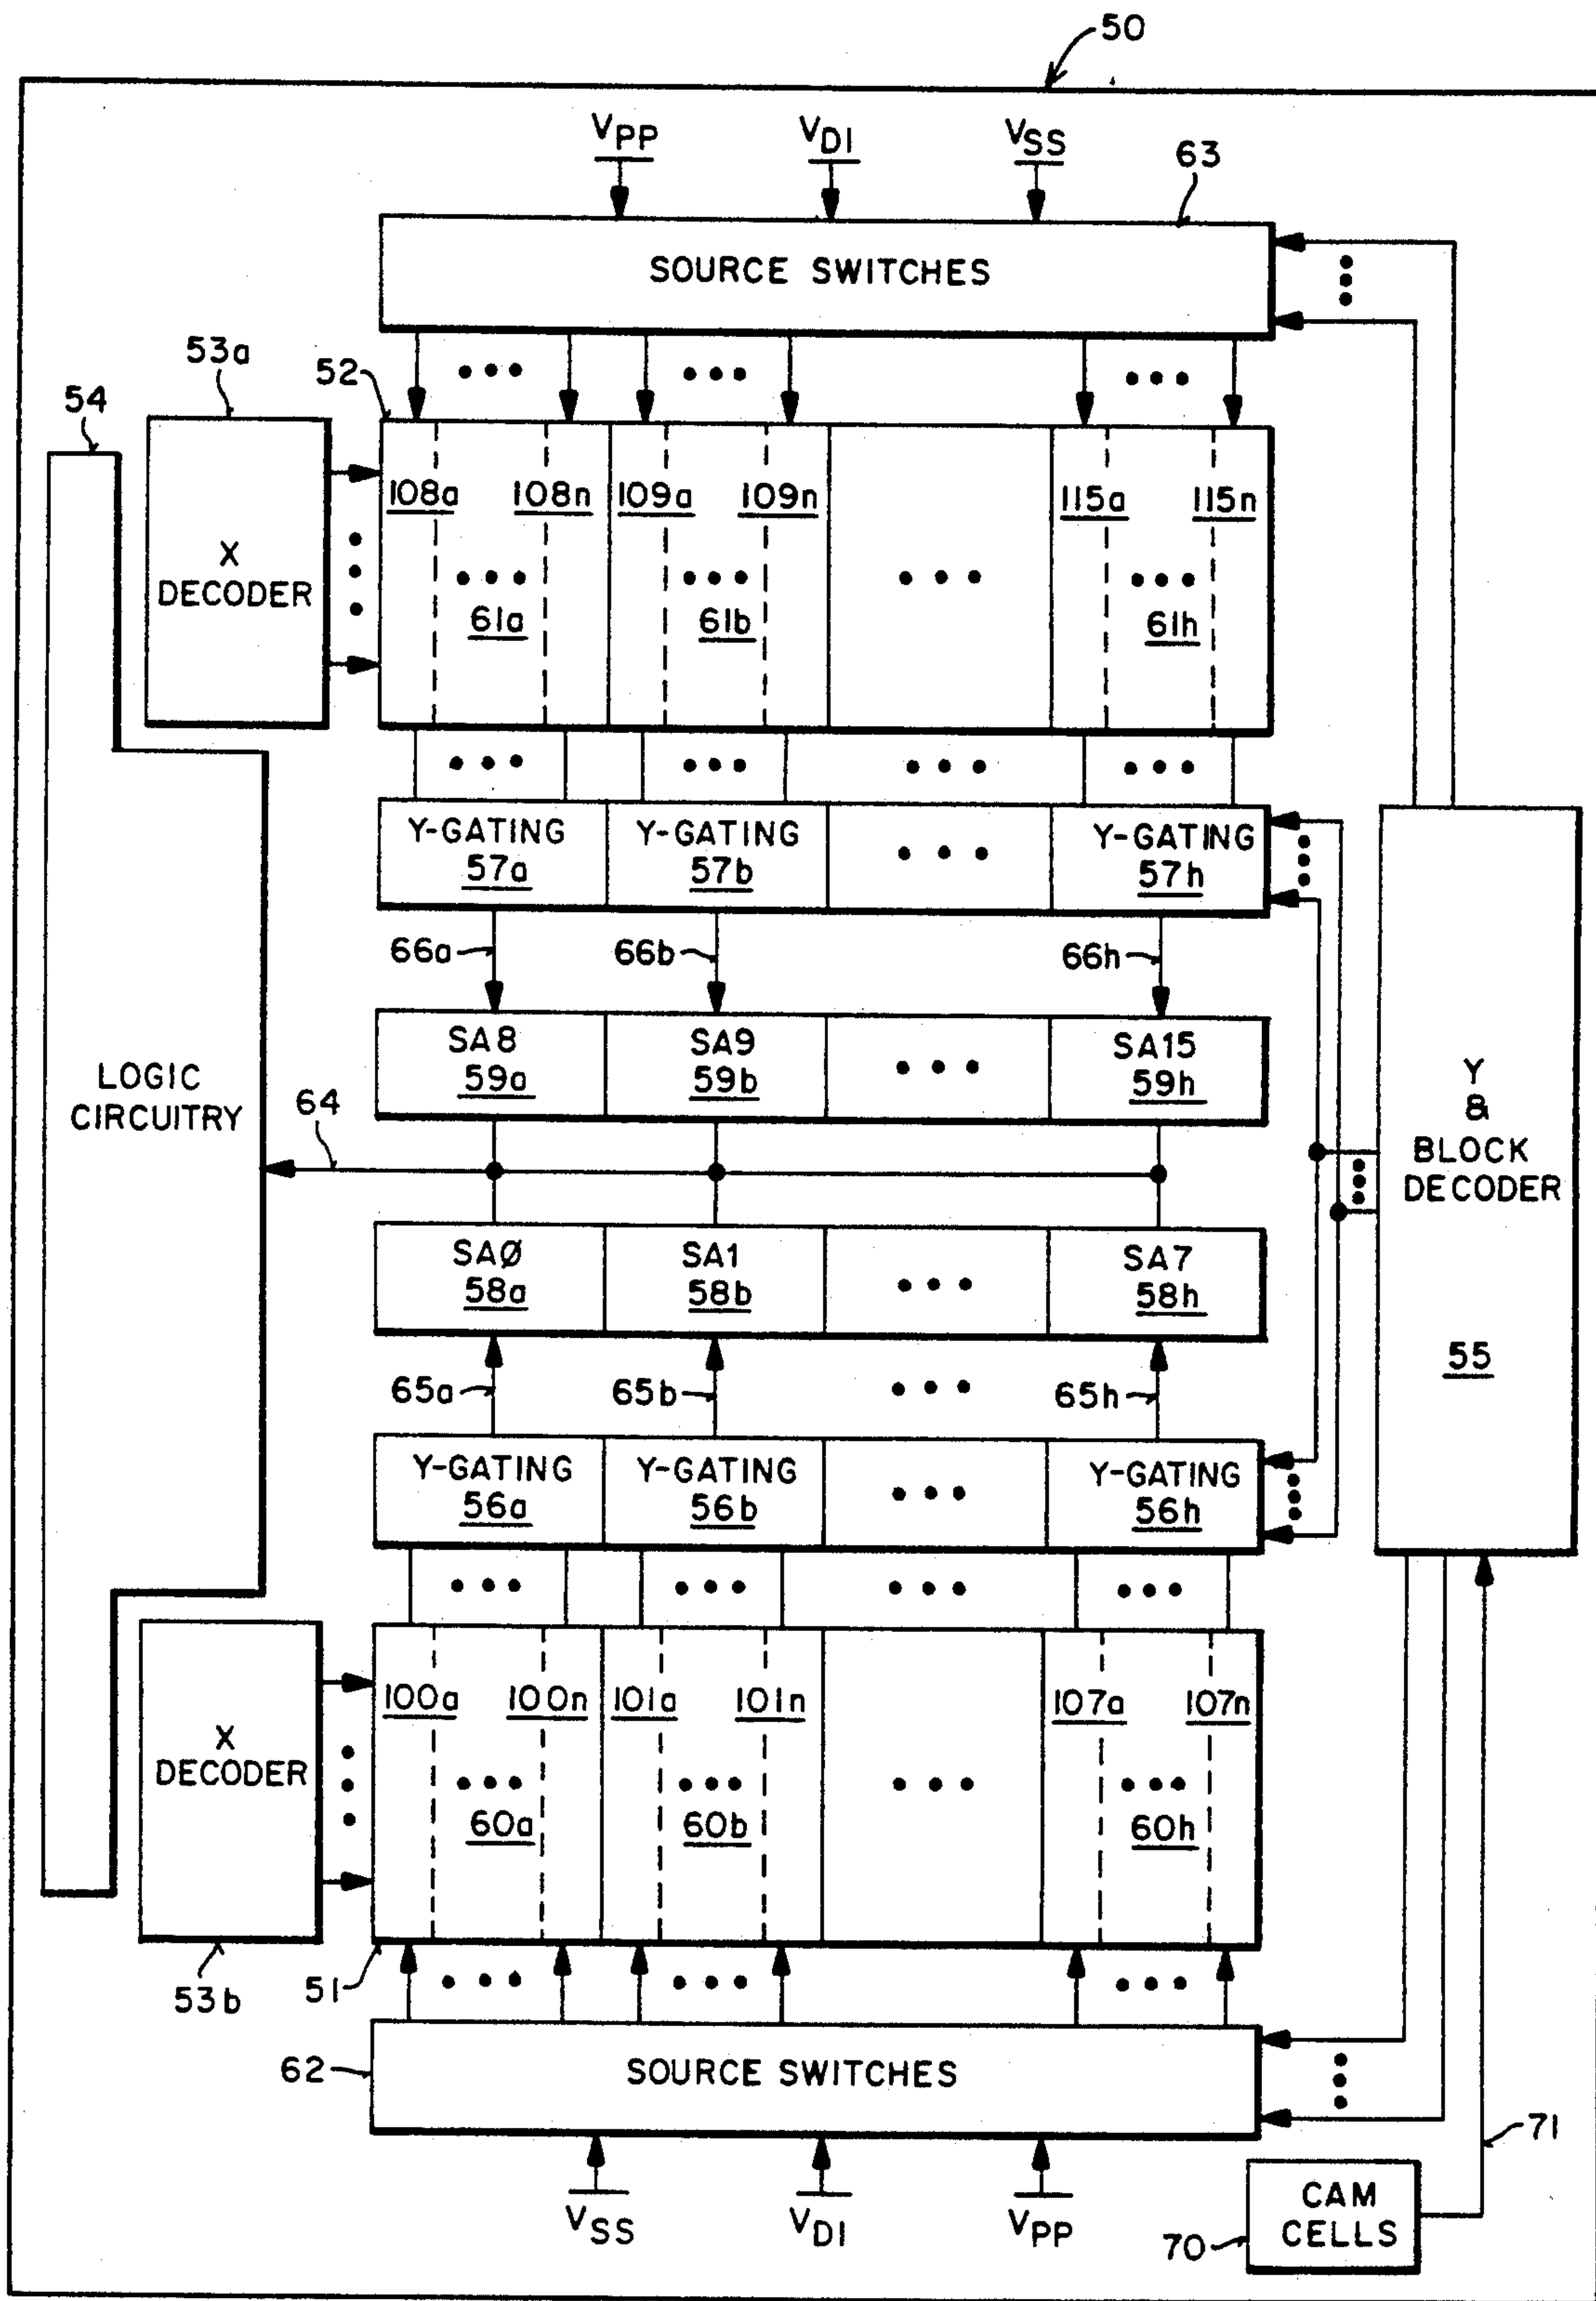 50
VPP VDI VSS
63
SOURCE SWITCHES
53a
52
54
108a 108n 109a 109n 115a 115n
X
DECODER
61a 61b 61h
Y-GATING Y-GATING Y-GATING
57a 57b 57h
66a 66b 66h
SA8 SA9 SA15
59a 59b 59h
LOGIC
CIRCUITRY
64
Y
&
BLOCK
DECODER
55
SAØ SA1 SA7
58a 58b 58h
65a 65b 65h
Y-GATING Y-GATING Y-GATING
56a 56b 56h
100a 100n 101a 101n 107a 107n
X
DECODER
60a 60b 60h
53b
51
62
SOURCE SWITCHES
71
VSS VDI VPP
CAM
CELLS
70